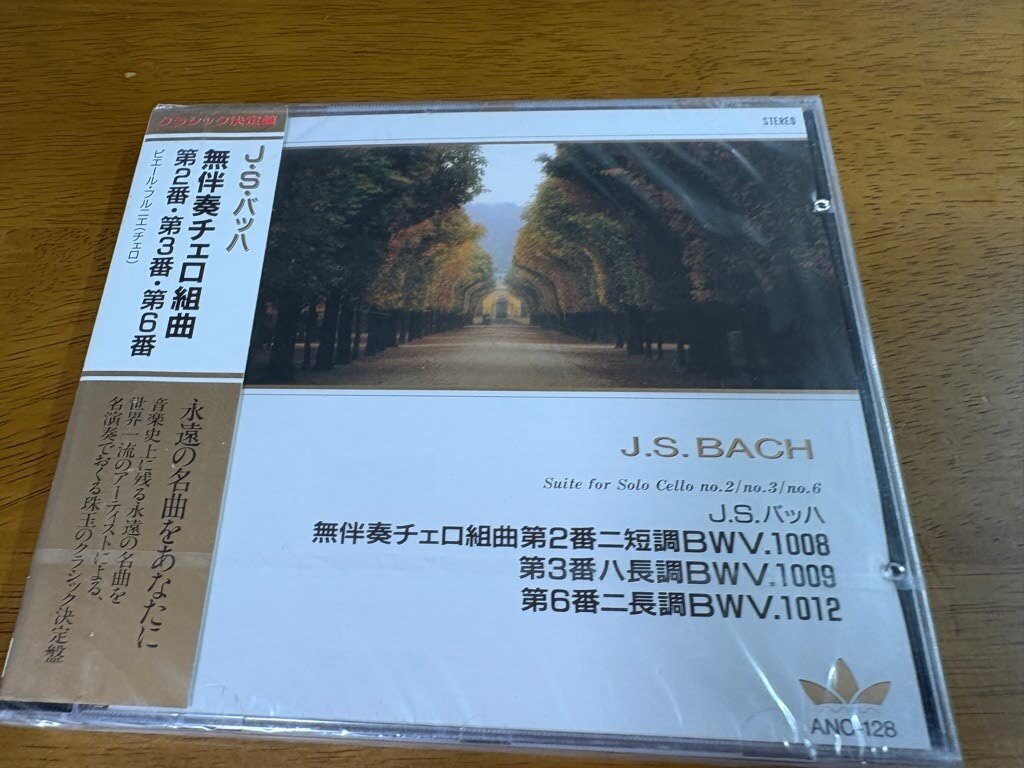 クラシック決定盤
J・S・バッハ
無伴奏チェロ組曲
第2番・第3番・第6番
ピエール・フルニエ(チェロ)
永遠の名曲をあなたに
音楽史上に残る永遠の名曲を
世界一流のアーティストによる、
名演奏でおくる珠玉のクラシック決定盤
STEREO
J.S.BACH
Suite for Solo Cello no.2/no.3/no.6
J.S.バッハ
無伴奏チェロ組曲第2番ニ短調BWV.1008
第3番ハ長調BWV.1009
第6番ニ長調BWV.1012
ANC-128